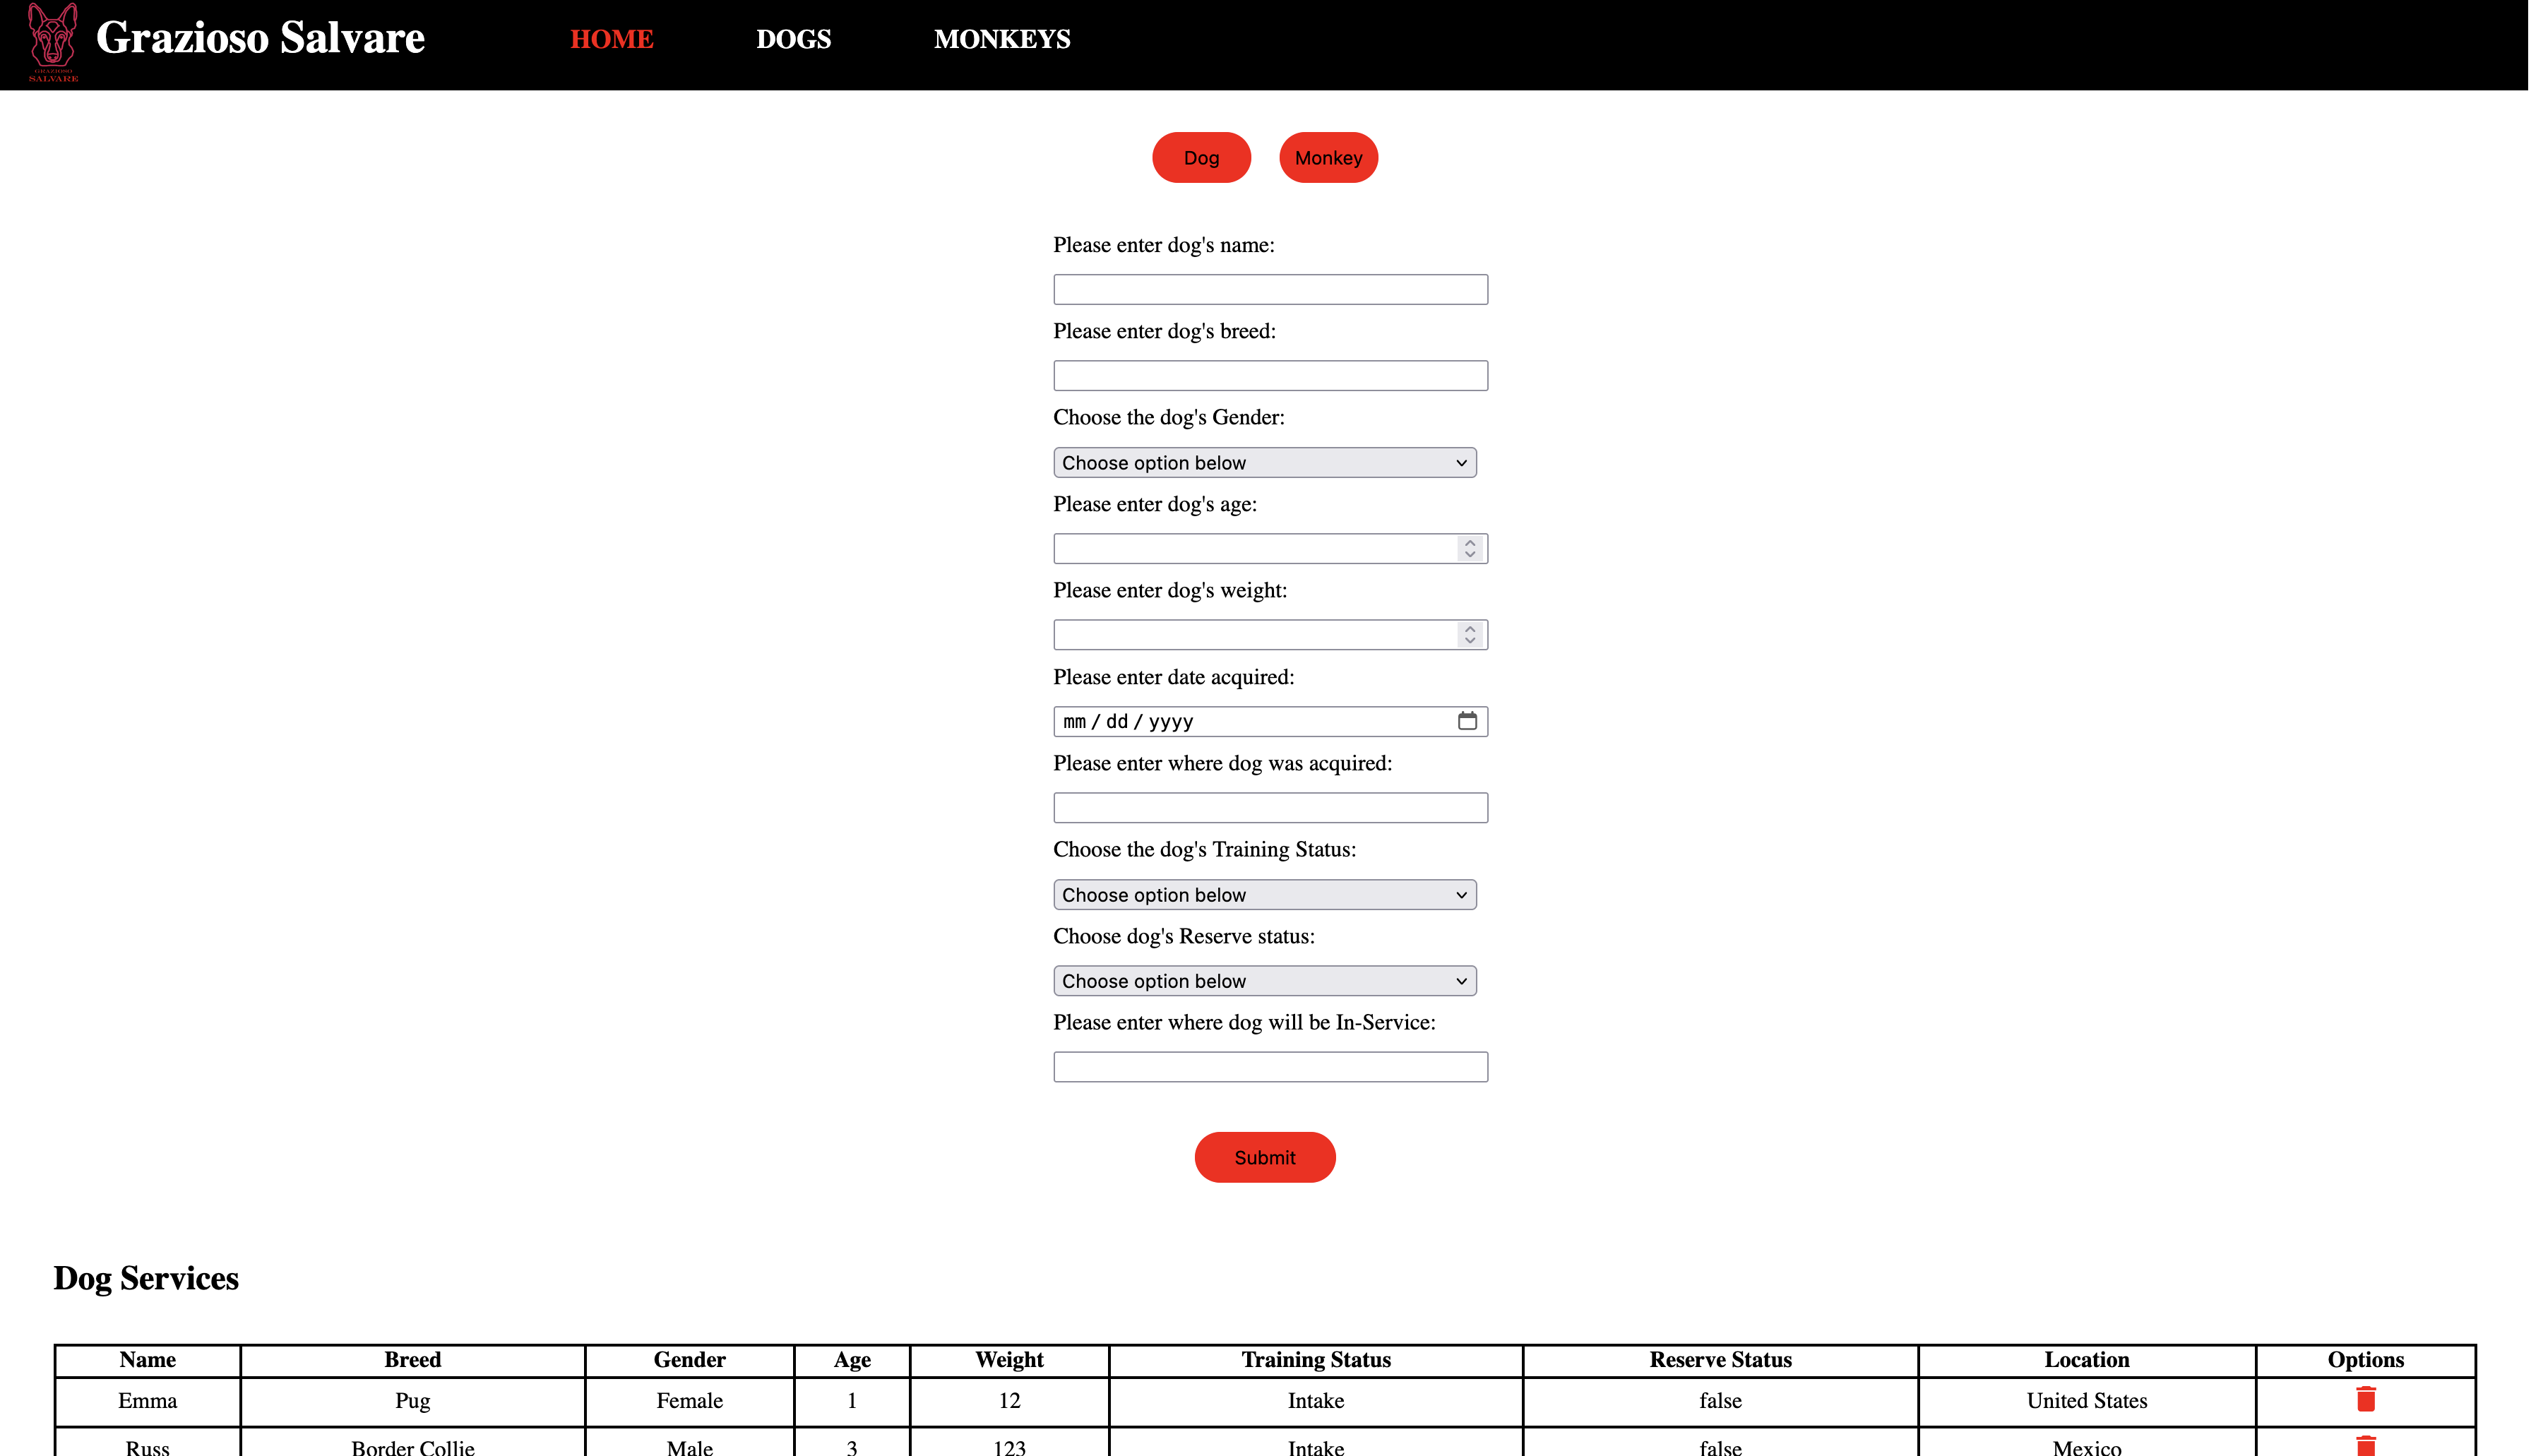 GRAZIOSO
SALVARE
Grazioso Salvare
HOME DOGS MONKEYS
Dog Monkey
Please enter dog's name:
Please enter dog's breed:
Choose the dog's Gender:
Choose option below
Please enter dog's age:
Please enter dog's weight:
Please enter date acquired:
mm / dd / yyyy
Please enter where dog was acquired:
Choose the dog's Training Status:
Choose option below
Choose dog's Reserve status:
Choose option below
Please enter where dog will be In-Service:
Submit
Dog Services
Name Breed Gender Age Weight Training Status Reserve Status Location Options
Emma Pug Female 1 12 Intake false United States
Russ Border Collie Male 3 123 Intake false Mexico